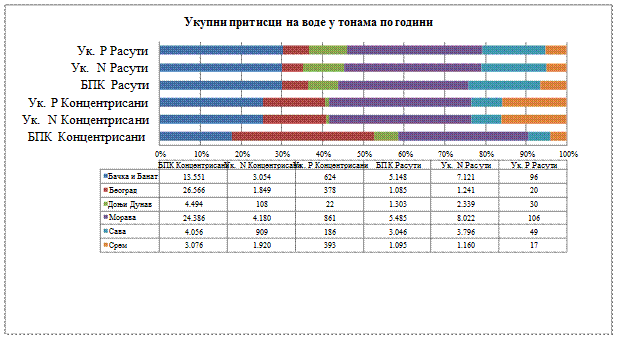 Укупни притисци на воде у тонама по години
Ук. P Расути
Ук. N Расути
БПК Расути
Ук. P Концентрисани
Ук. N Концентрисани
БПК Концентрисани
0% 10% 20% 30% 40% 50% 60% 70% 80% 90% 100%
БПК Концентрисани Ук. N Концентрисани Ук. P Концентрисани БПК Расути Ук. N Расути Ук. P Расути
Бачка и Банат 13.551 3.054 624 5.148 7.121 96
Београд 26.566 1.849 378 1.085 1.241 20
Доњи Дунав 4.494 108 22 1.303 2.339 30
Морава 24.386 4.180 861 5.485 8.022 106
Сава 4.056 909 186 3.046 3.796 49
Срем 3.076 1.920 393 1.095 1.160 17